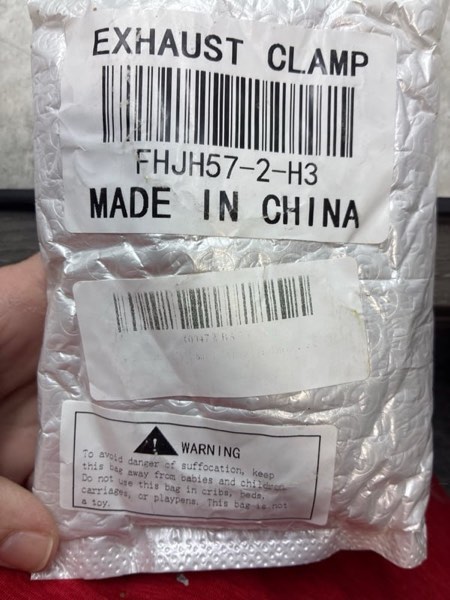 EXHAUST CLAMP
FHJH57-2-H3
MADE IN CHINA
WARNING
To avoid danger of suffocation, keep
this bag away from babies and children.
Do not use this bag in cribs, beds,
carriages, or playpens. This bag is not
a toy.